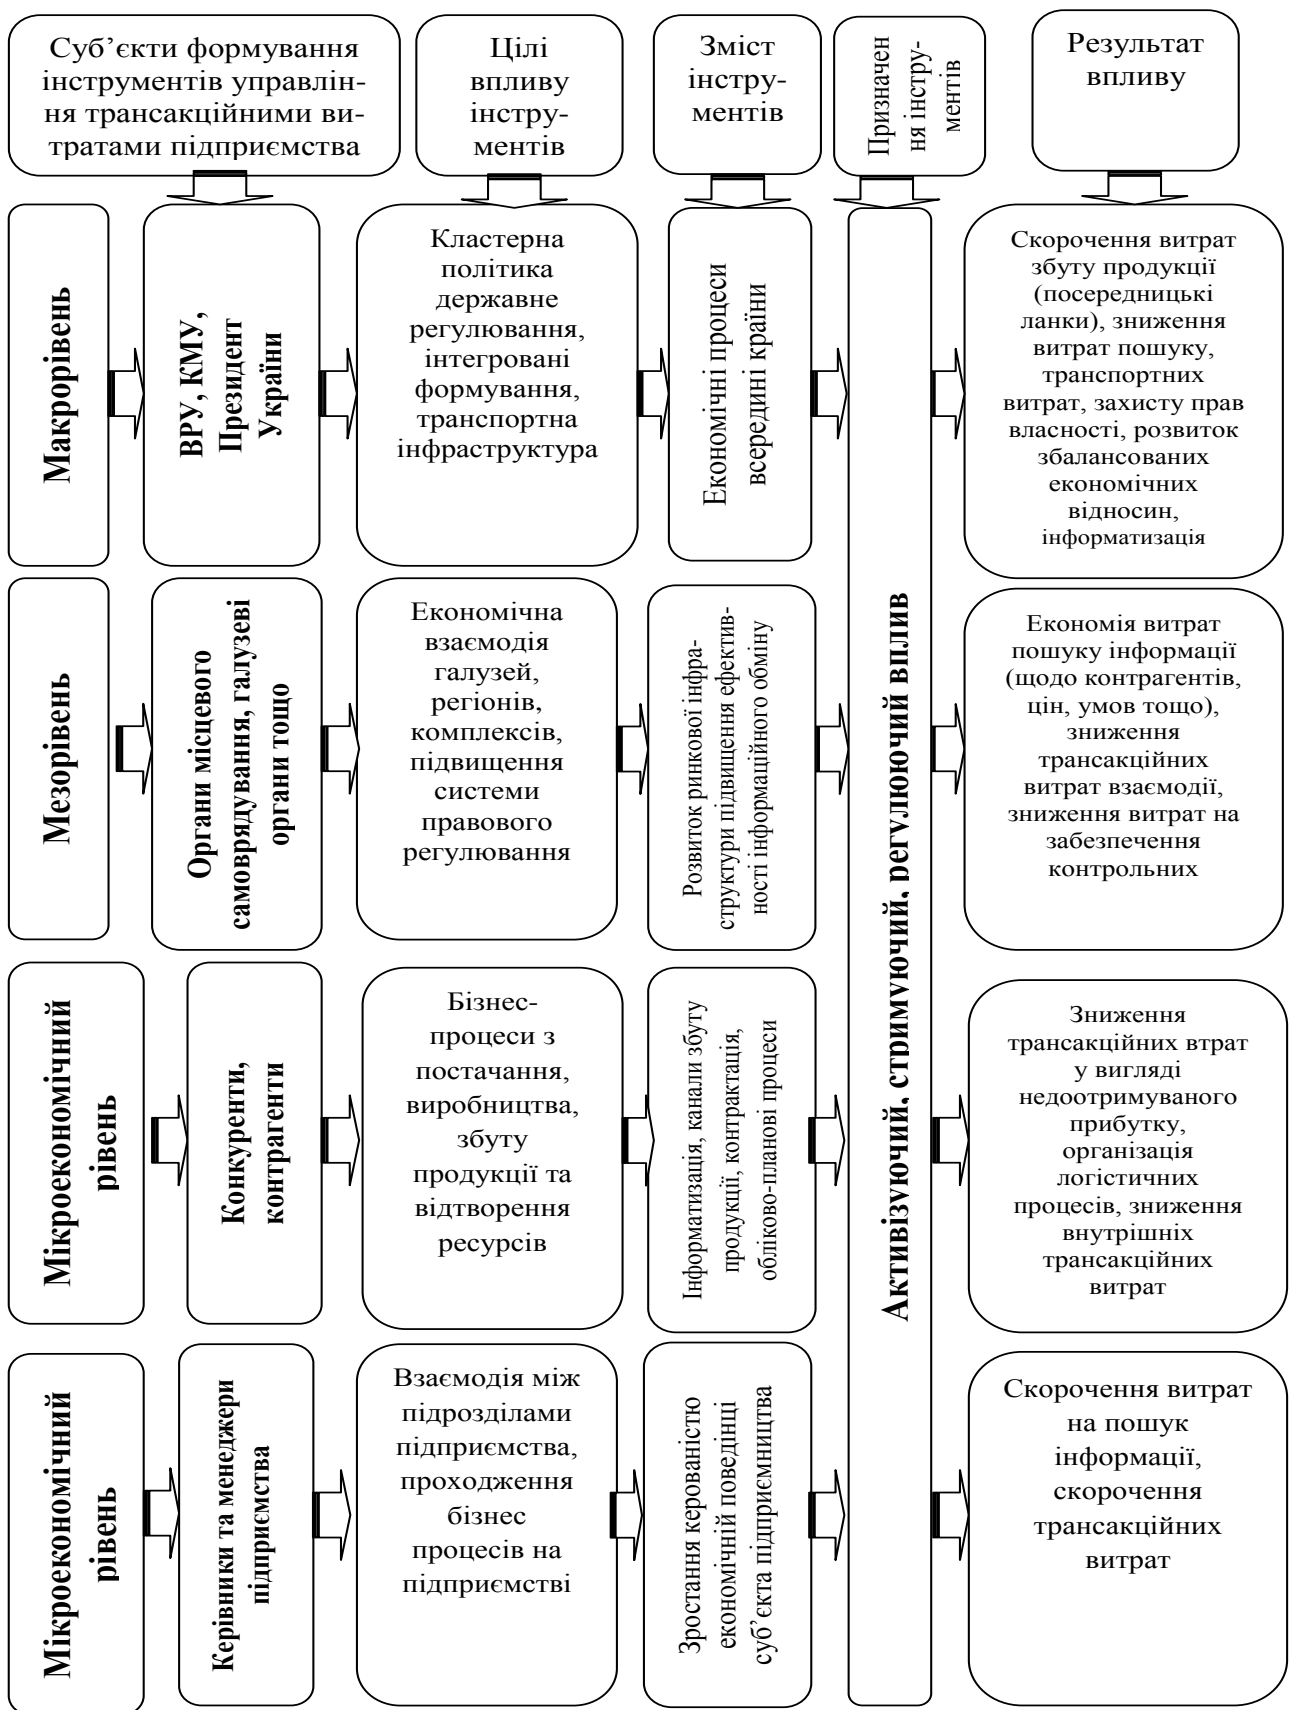 Суб’єкти формування
інструментів управлін-
ня трансакційними ви-
тратами підприємства
Цілі
впливу
інстру-
ментів
Зміст
інстру-
ментів
Призначен
ня інстру-
ментів
Результат
впливу
Макрорівень
ВРУ, КМУ,
Президент
України
Кластерна
політика
державне
регулювання,
інтегровані
формування,
транспортна
інфраструктура
Економічні процеси
всередині країни
Активізуючий, стримуючий, регулюючий вплив
Скорочення витрат
збуту продукції
(посередницькі
ланки), зниження
витрат пошуку,
транспортних
витрат, захисту прав
власності, розвиток
збалансованих
економічних
відносин,
інформатизація
Мезорівень
Органи місцевого
самоврядування, галузеві
органи тощо
Економічна
взаємодія
галузей,
регіонів,
комплексів,
підвищення
системи
правового
регулювання
Розвиток ринкової інфра-
структури підвищення ефектив-
ності інформаційного обміну
Економія витрат
пошуку інформації
(щодо контрагентів,
цін, умов тощо),
зниження
трансакційних
витрат взаємодії,
зниження витрат на
забезпечення
контрольних
Мікроекономічний
рівень
Конкуренти,
контрагенти
Бізнес-
процеси з
постачання,
виробництва,
збуту
продукції та
відтворення
ресурсів
Інформатизація, канали збуту
продукції, контрактація,
обліково-планові процеси
Зниження
трансакційних втрат
у вигляді
недоотримуваного
прибутку,
організація
логістичних
процесів, зниження
внутрішніх
трансакційних
витрат
Мікроекономічний
рівень
Керівники та менеджери
підприємства
Взаємодія між
підрозділами
підприємства,
проходження
бізнес
процесів на
підприємстві
Зростання керованістю
економічній поведінці
суб’єкта підприємництва
Скорочення витрат
на пошук
інформації,
скорочення
трансакційних
витрат